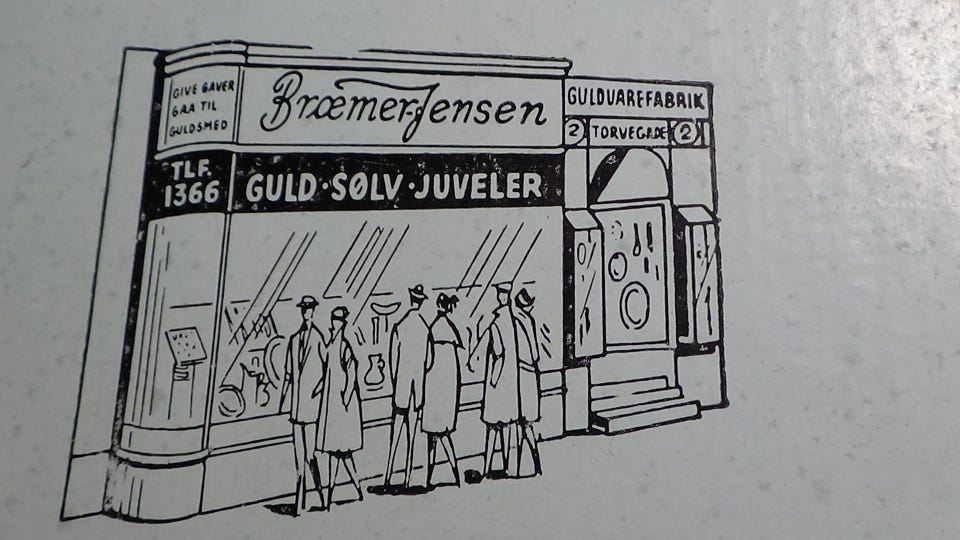 GIVE GAVER
GAA TIL
GULDSMED
Bræmer-Jensen
TLF.
1366
GULD·SØLV·JUVELER
GULDVAREFABRIK
2 TORVEGADE 2